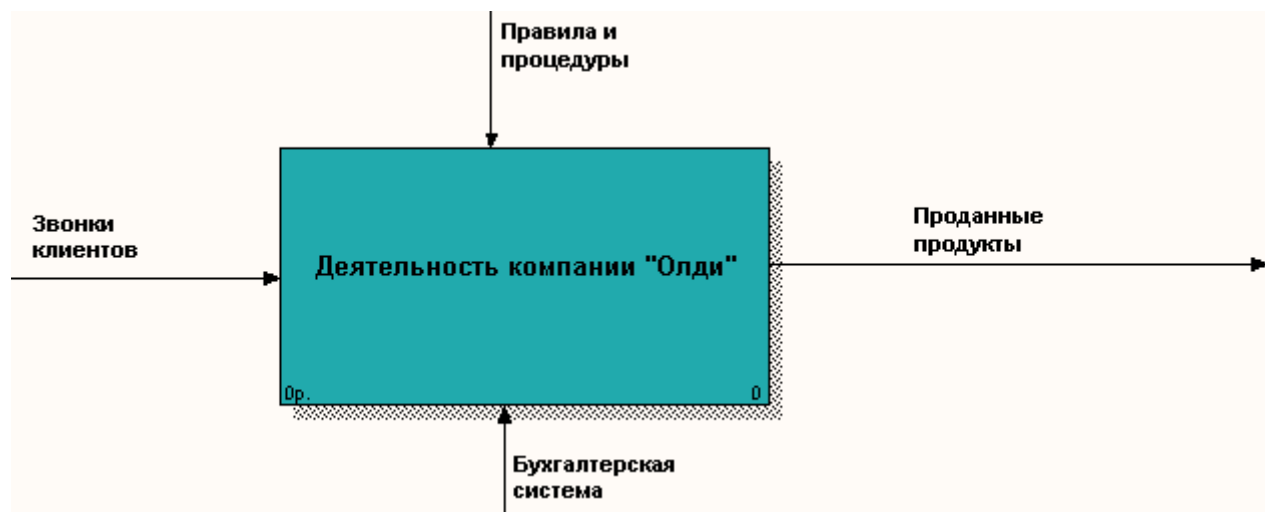 Правила и
процедуры
Звонки
клиентов
Деятельность компании "Олди"
Проданные
продукты
0р.
0
Бухгалтерская
система